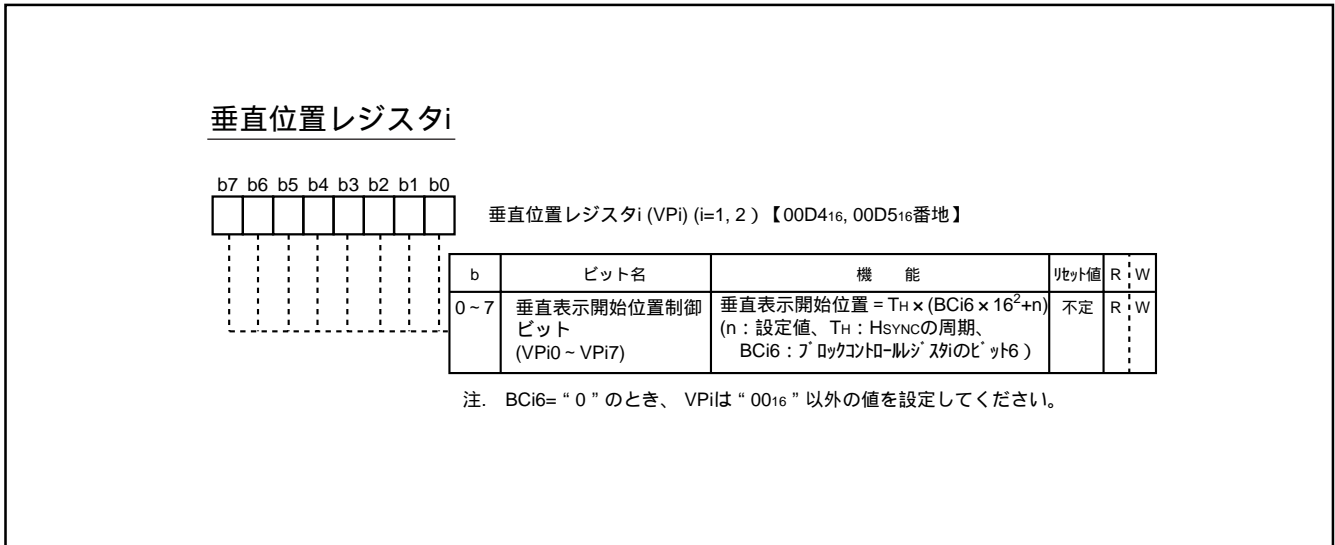 垂直位置レジスタi
b7 b6 b5 b4 b3 b2 b1 b0
垂直位置レジスタi (VPi) (i=1, 2 ) 【00D416, 00D516番地】
b ビット名 機 能 リセット値 R W
0 ~ 7 垂直表示開始位置制御 垂直表示開始位置 = TH × (BCi6 × 16²+n) 不定 R W
ビット (n：設定値、TH：HSYNCの周期、
(VPi0 ~ VPi7) BCi6：ブロックコントロールレジスタiのビット6 )
注. BCi6= “ 0 ” のとき、 VPiは “ 0016 ” 以外の値を設定してください。